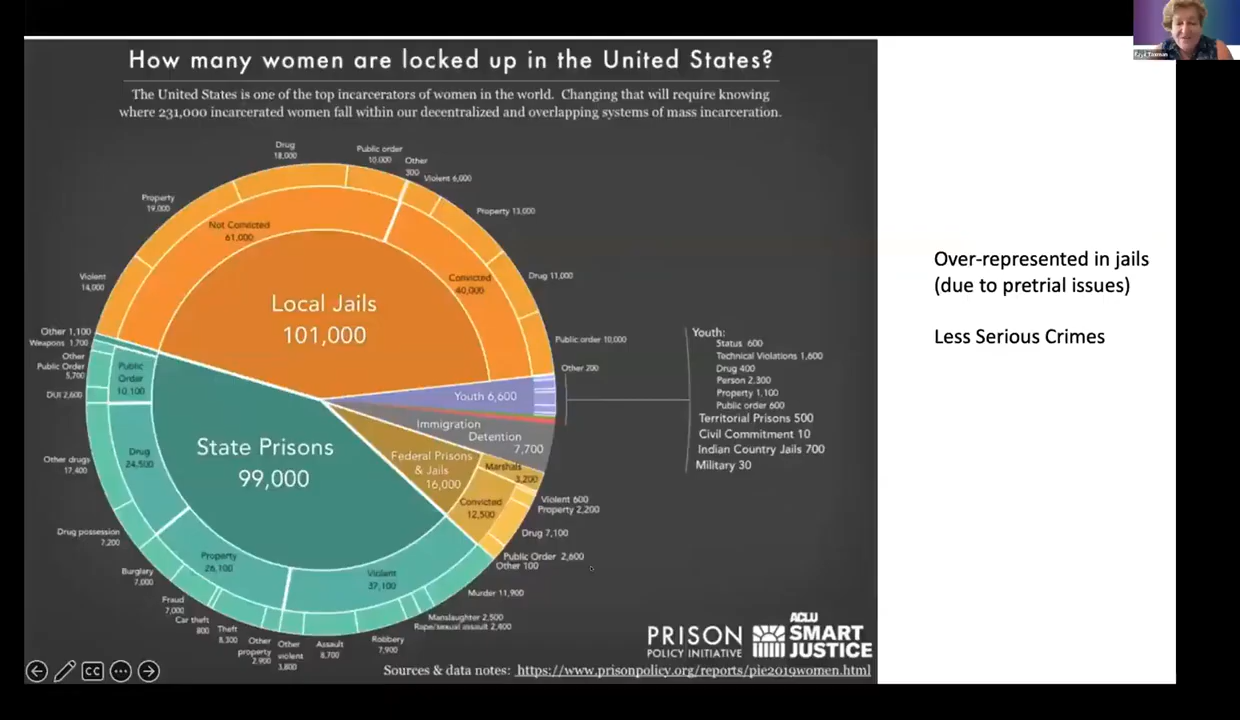 How many women are locked up in the United States?
The United States is one of the top incarcerators of women in the world. Changing that will require knowing
where 231,000 incarcerated women fall within our decentralized and overlapping systems of mass incarceration.
Drug
18,000
Public order
10,000
Other
300
Violent 6,000
Property
19,000
Property 13,000
Not Convicted
61,000
Violent
14,000
Convicted
40,000
Drug 11,000
Local Jails
101,000
Public order 10,000
Other 200
Other 1,100
Weapons 1,700
Other
Public Order
5,700
DUI 2,600
Public
Order
10,100
Youth 6,600
Immigration
Detention
7,700
Youth:
Status 600
Technical Violations 1,600
Drug 400
Person 2,300
Property 1,100
Public order 600
Territorial Prisons 500
Civil Commitment 10
Indian Country Jails 700
Military 30
State Prisons
99,000
Federal Prisons
& Jails
16,000
Marshals
3,200
Convicted
12,500
Violent 600
Property 2,200
Drug 7,100
Public Order 2,600
Other 100
Drug
24,500
Other drugs
17,400
Drug possession
7,200
Property
26,100
Violent
37,100
Burglary
7,000
Fraud
7,000
Car theft
800
Theft
8,300
Other
property
2,900
Other
violent
3,800
Assault
8,700
Robbery
7,900
Rape/sexual assault 2,400
Manslaughter 2,500
Murder 11,900
PRISON
POLICY INITIATIVE
ACLU
SMART
JUSTICE
CC
Sources & data notes: https://www.prisonpolicy.org/reports/pie2019women.html
Over-represented in jails
(due to pretrial issues)
Less Serious Crimes